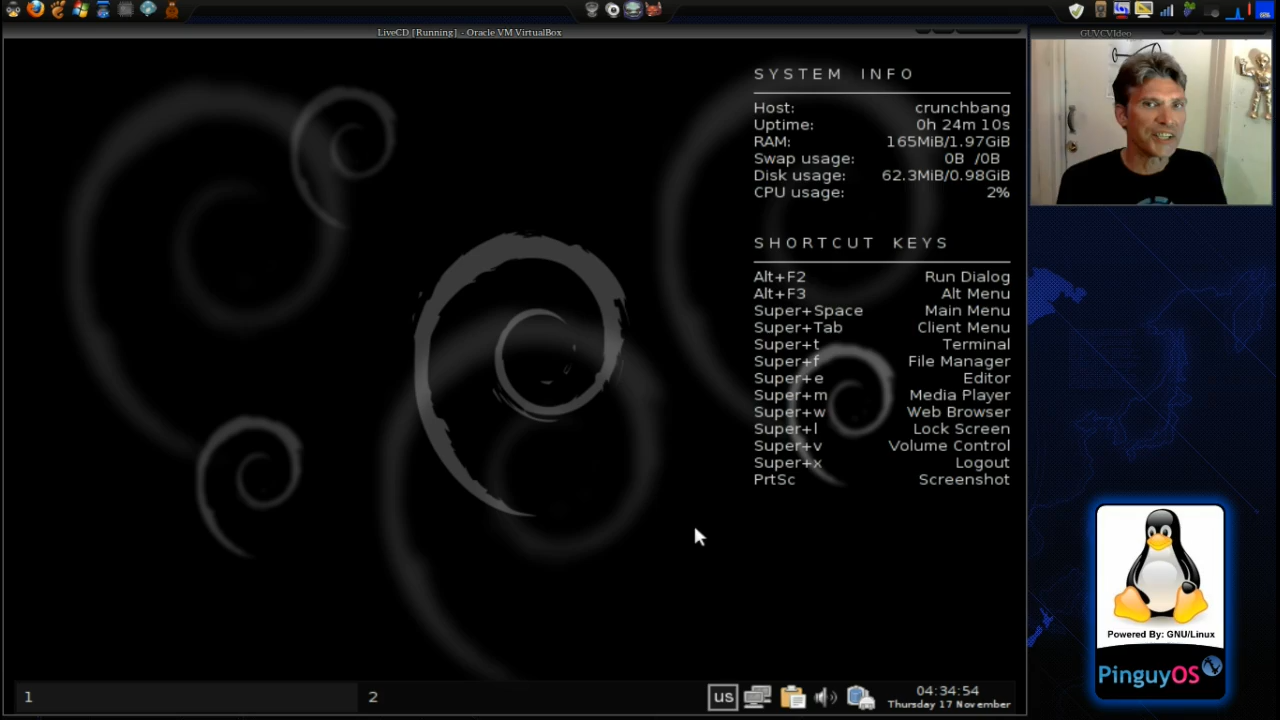 LiveCD [Running] - Oracle VM VirtualBox
GUVCVIdeo
SYSTEM INFO
Host: crunchbang
Uptime: 0h 24m 10s
RAM: 165MiB/1.97GiB
Swap usage: 0B /0B
Disk usage: 62.3MiB/0.98GiB
CPU usage: 2%
SHORTCUT KEYS
Alt+F2 Run Dialog
Alt+F3 Alt Menu
Super+Space Main Menu
Super+Tab Client Menu
Super+t Terminal
Super+f File Manager
Super+e Editor
Super+m Media Player
Super+w Web Browser
Super+l Lock Screen
Super+v Volume Control
Super+x Logout
PrtSc Screenshot
Powered By: GNU/Linux
PinguyOS
1
2
us
04:34:54
Thursday 17 November